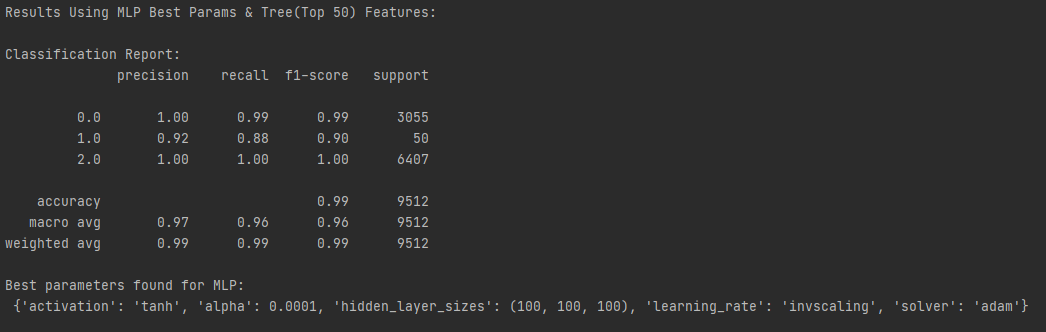 Results Using MLP Best Params & Tree(Top 50) Features:
Classification Report:
precision recall f1-score support
0.0 1.00 0.99 0.99 3055
1.0 0.92 0.88 0.90 50
2.0 1.00 1.00 1.00 6407
accuracy 0.99 9512
macro avg 0.97 0.96 0.96 9512
weighted avg 0.99 0.99 0.99 9512
Best parameters found for MLP:
{'activation': 'tanh', 'alpha': 0.0001, 'hidden_layer_sizes': (100, 100, 100), 'learning_rate': 'invscaling', 'solver': 'adam'}